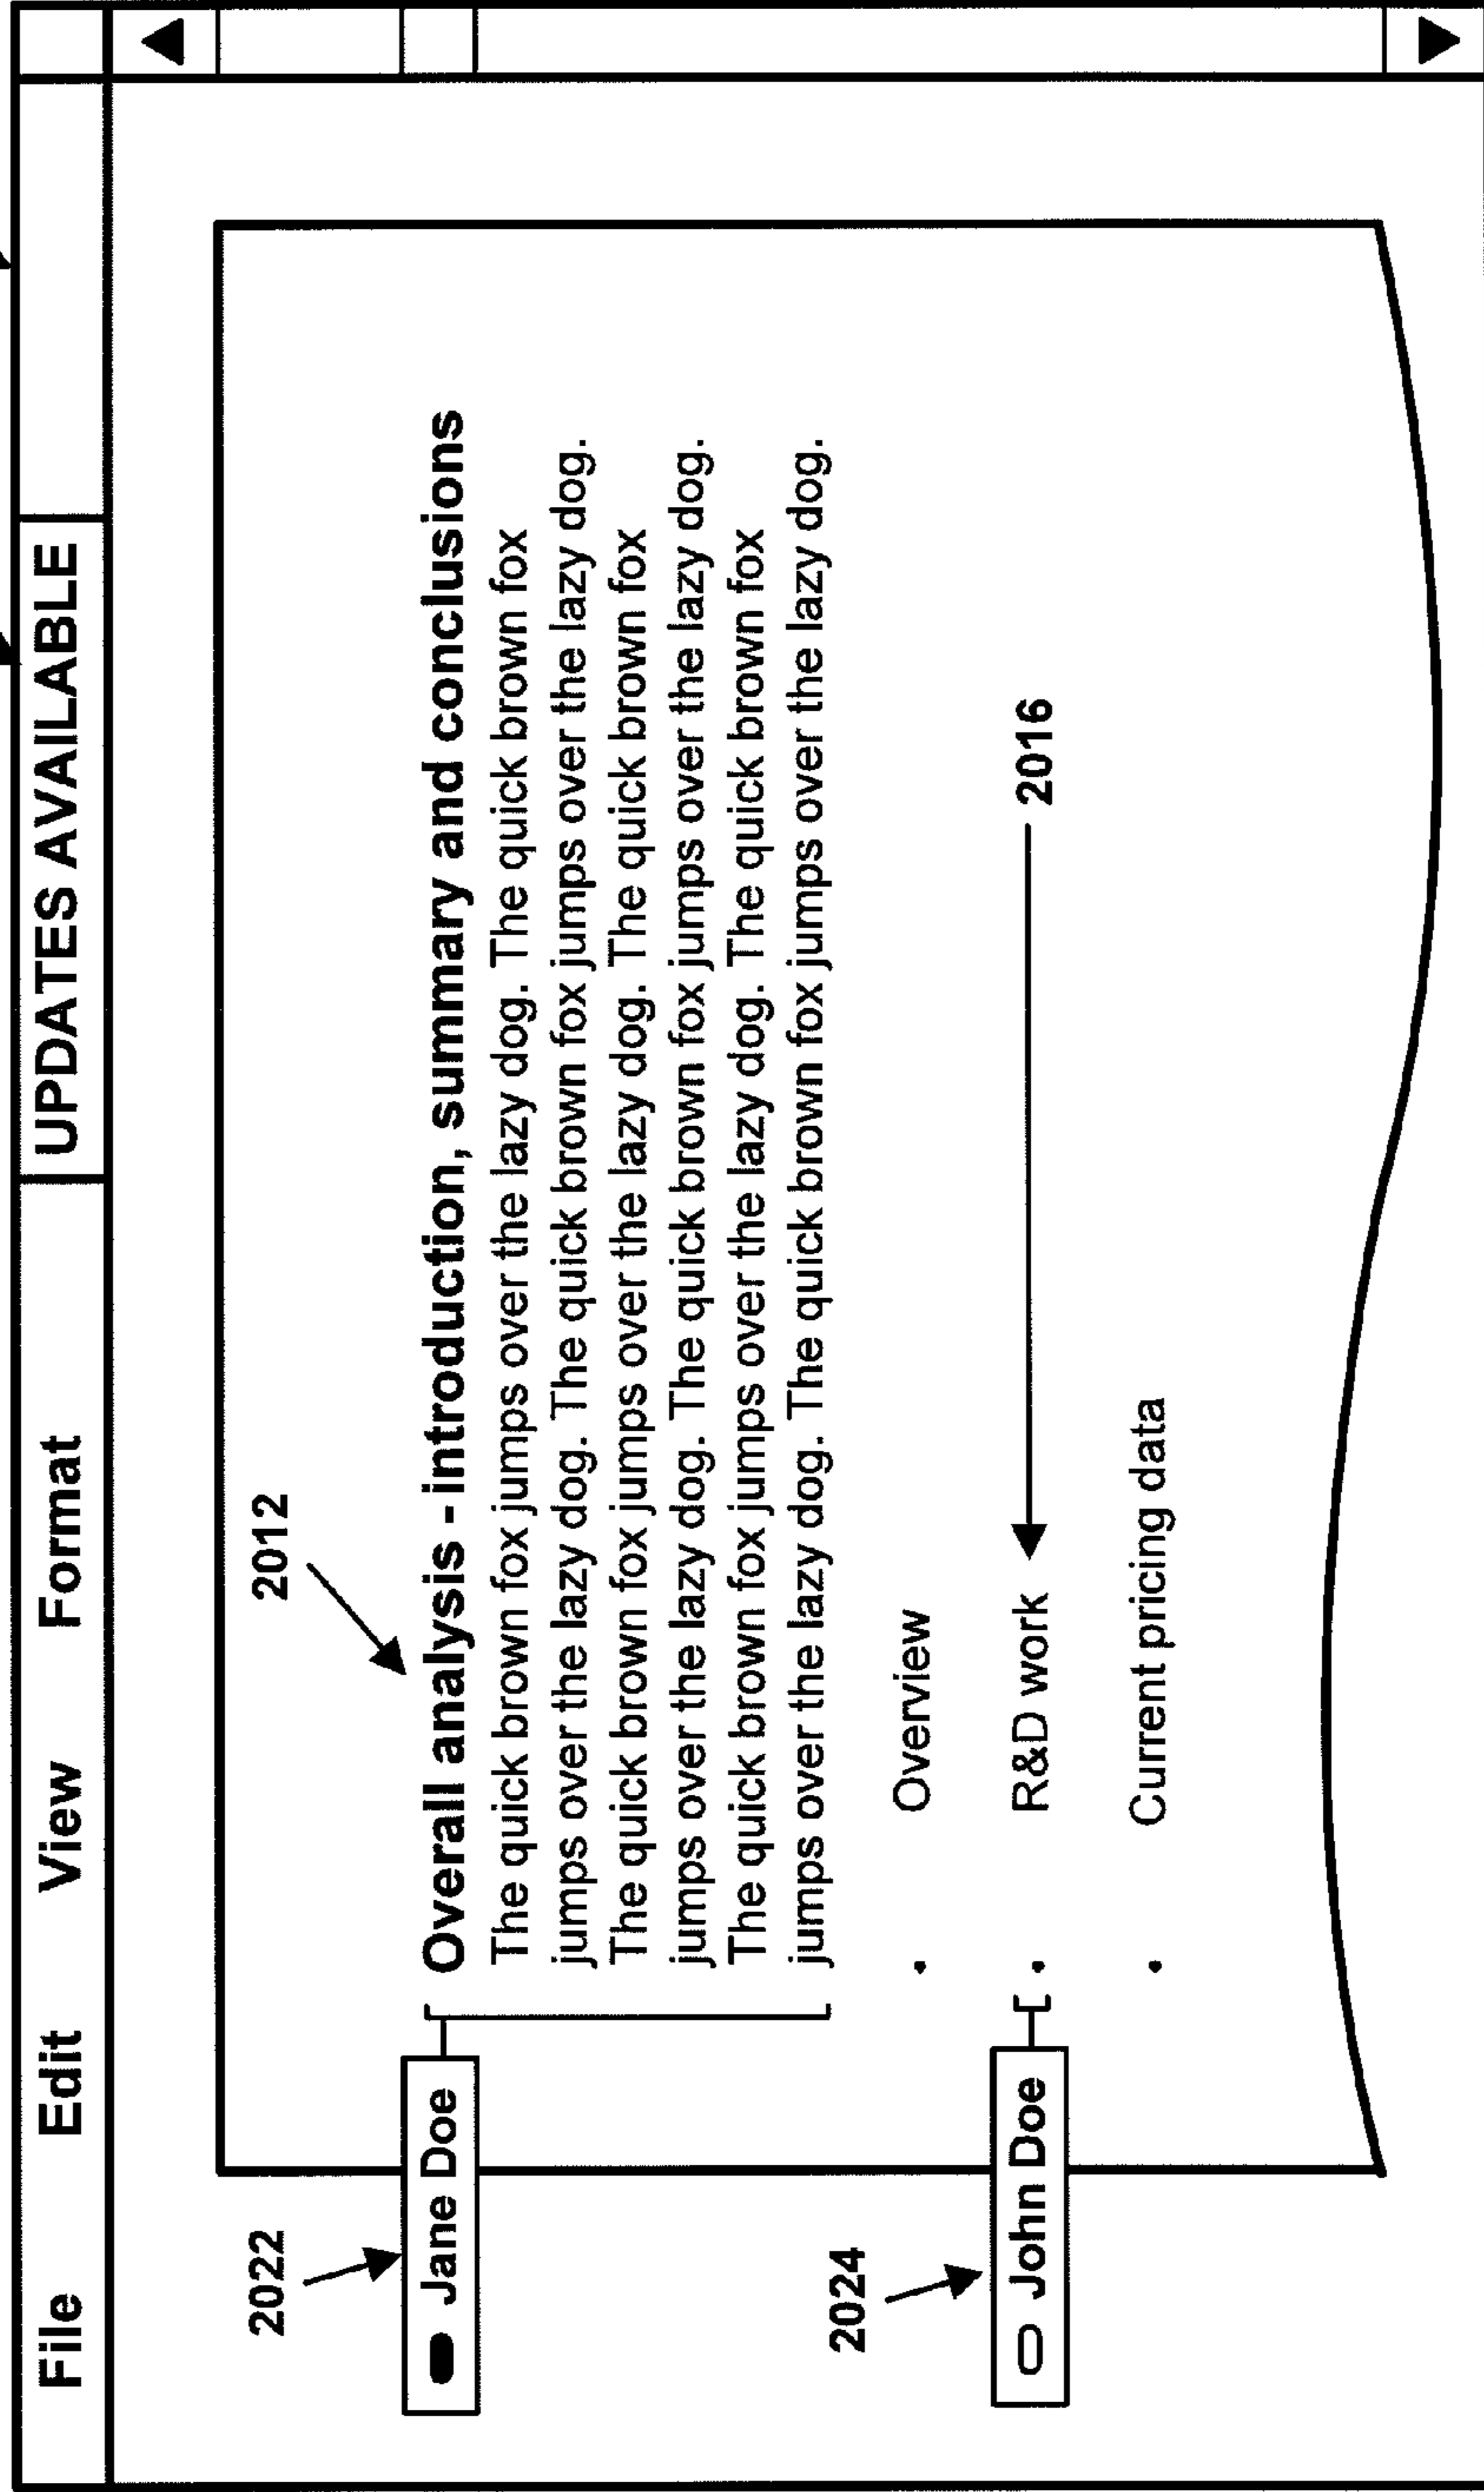 File Edit View Format UPDATES AVAILABLE
2012
2022
Jane Doe
Overall analysis - introduction, summary and conclusions
The quick brown fox jumps over the lazy dog. The quick brown fox
jumps over the lazy dog. The quick brown fox jumps over the lazy dog.
The quick brown fox jumps over the lazy dog. The quick brown fox
jumps over the lazy dog. The quick brown fox jumps over the lazy dog.
The quick brown fox jumps over the lazy dog. The quick brown fox
jumps over the lazy dog. The quick brown fox jumps over the lazy dog.
2024
• Overview
John Doe
• R&D work 2016
• Current pricing data